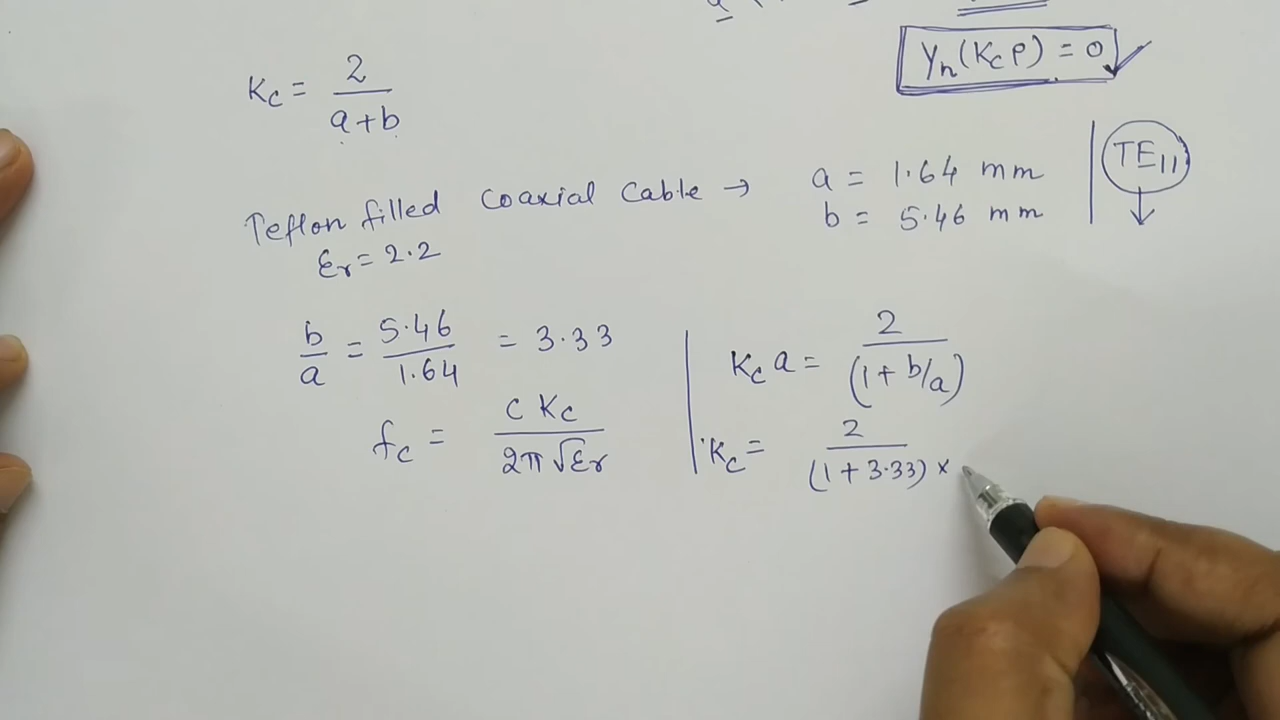 Yn(Kcρ) = 0
Kc = 2/(a+b)
TE11
Teflon filled coaxial cable → a = 1.64 mm
εr = 2.2 b = 5.46 mm
b/a = 5.46/1.64 = 3.33
Kc a = 2/(1 + b/a)
fc = c Kc/(2π √εr)
Kc = 2/((1 + 3.33) ×